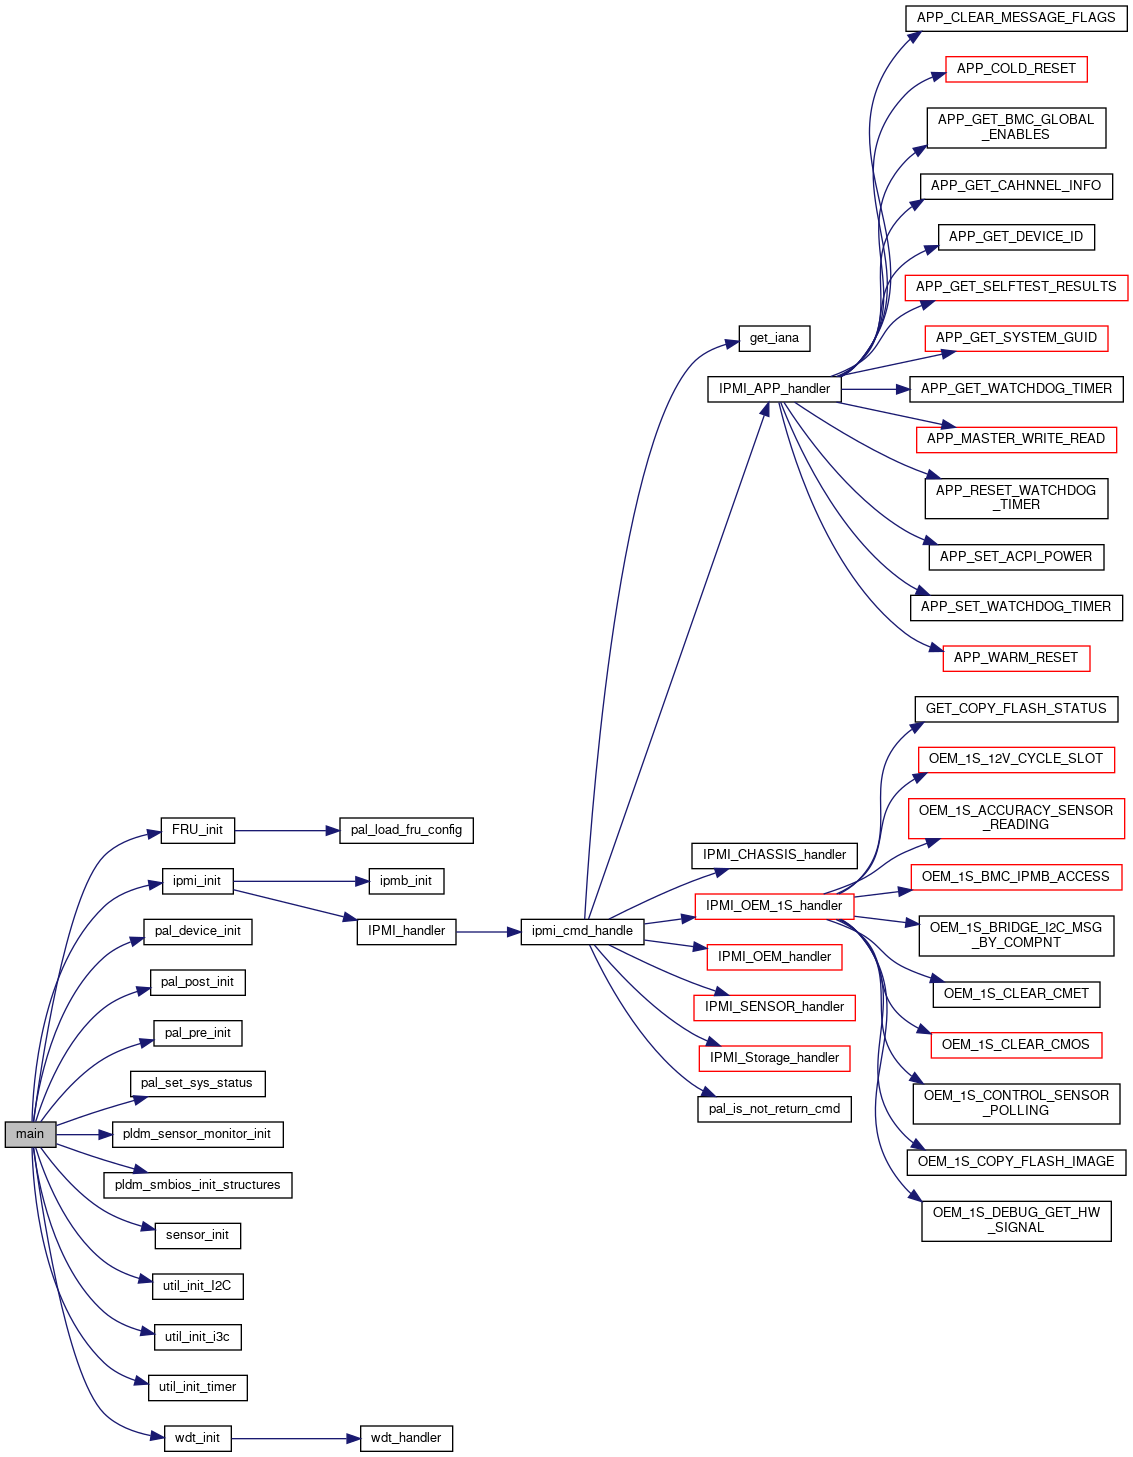 main
FRU_init
ipmi_init
pal_device_init
pal_post_init
pal_pre_init
pal_set_sys_status
pldm_sensor_monitor_init
pldm_smbios_init_structures
sensor_init
util_init_I2C
util_init_i3c
util_init_timer
wdt_init
pal_load_fru_config
ipmb_init
IPMI_handler
wdt_handler
ipmi_cmd_handle
get_iana
IPMI_APP_handler
IPMI_CHASSIS_handler
IPMI_OEM_1S_handler
IPMI_OEM_handler
IPMI_SENSOR_handler
IPMI_Storage_handler
pal_is_not_return_cmd
APP_CLEAR_MESSAGE_FLAGS
APP_COLD_RESET
APP_GET_BMC_GLOBAL
_ENABLES
APP_GET_CAHNNEL_INFO
APP_GET_DEVICE_ID
APP_GET_SELFTEST_RESULTS
APP_GET_SYSTEM_GUID
APP_GET_WATCHDOG_TIMER
APP_MASTER_WRITE_READ
APP_RESET_WATCHDOG
_TIMER
APP_SET_ACPI_POWER
APP_SET_WATCHDOG_TIMER
APP_WARM_RESET
GET_COPY_FLASH_STATUS
OEM_1S_12V_CYCLE_SLOT
OEM_1S_ACCURACY_SENSOR
_READING
OEM_1S_BMC_IPMB_ACCESS
OEM_1S_BRIDGE_I2C_MSG
_BY_COMPNT
OEM_1S_CLEAR_CMET
OEM_1S_CLEAR_CMOS
OEM_1S_CONTROL_SENSOR
_POLLING
OEM_1S_COPY_FLASH_IMAGE
OEM_1S_DEBUG_GET_HW
_SIGNAL